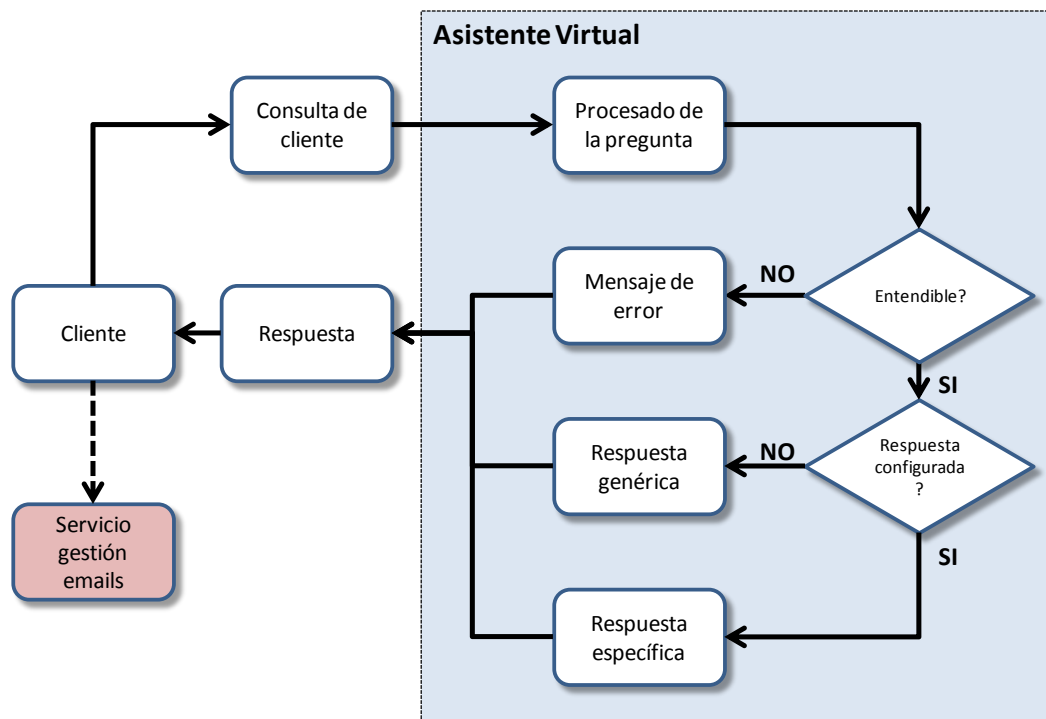 Asistente Virtual
Consulta de
cliente
Procesado de
la pregunta
Entendible?
NO
Mensaje de
error
Respuesta
Cliente
SI
Respuesta
configurada
?
NO
Respuesta
genérica
SI
Respuesta
específica
Servicio
gestión
emails